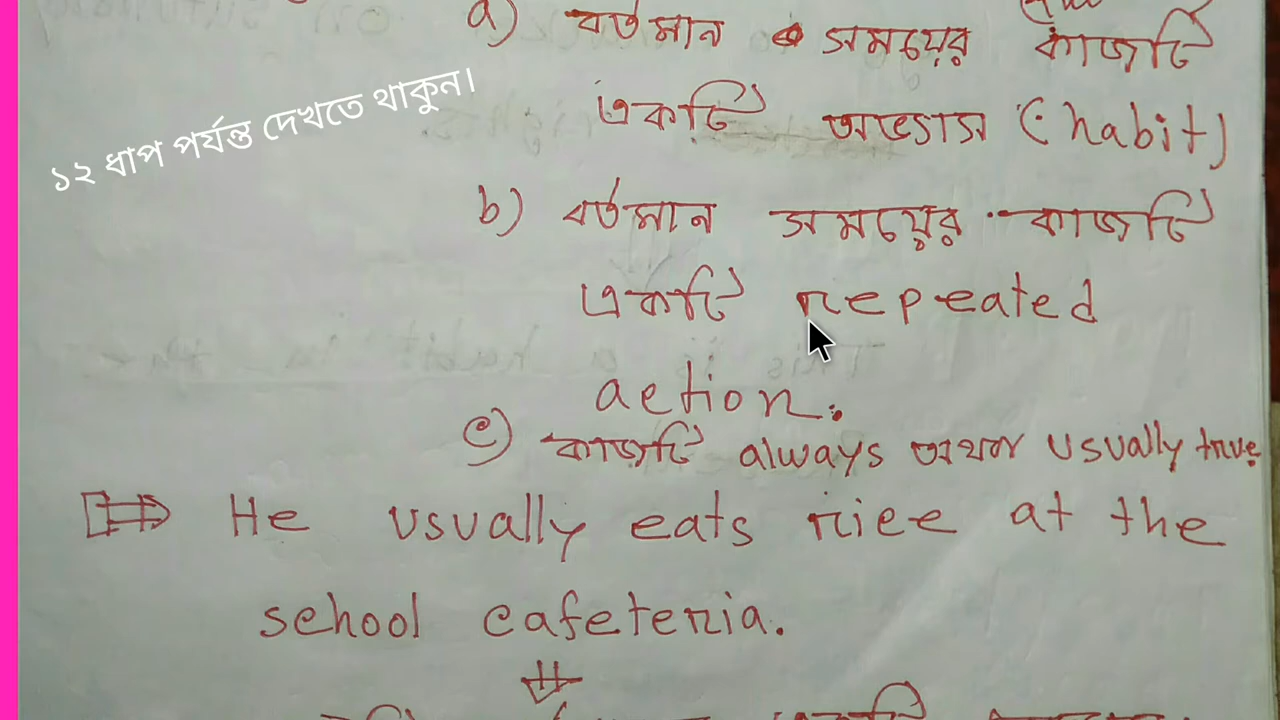 a) বর্তমান সময়ের কাজটি
একটি অভ্যাস (habit)
১২ ধাপ পর্যন্ত দেখতে থাকুন।
b) বর্তমান সময়ের কাজটি
একটি repeated
action.
c) কাজটি always অথবা usually true.
He usually eats rice at the
school cafeteria.